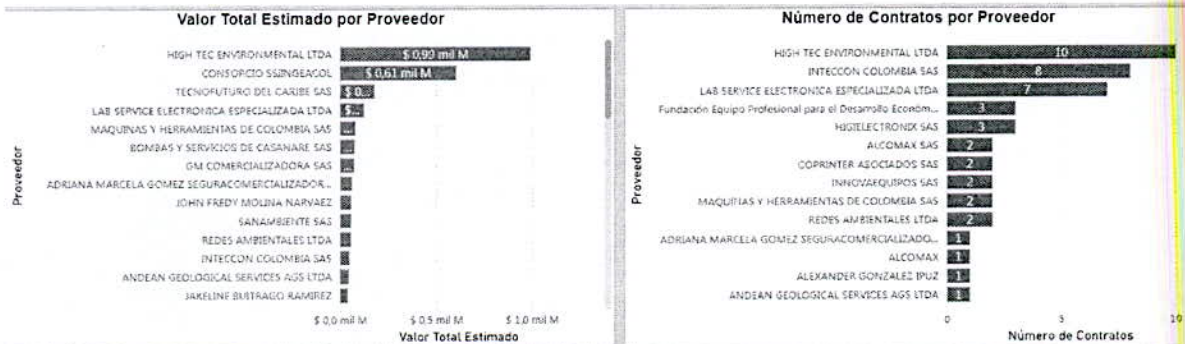 Valor Total Estimado por Proveedor
Proveedor
HIGH TEC ENVIRONMENTAL LTDA $ 0,99 mil M
CONSORCIO SSIINGEACOL $ 0,61 mil M
TECNOFUTURO DEL CARIBE SAS $ 0...
LAB SERVICE ELECTRONICA ESPECIALIZADA LTDA $...
MAQUINAS Y HERRAMIENTAS DE COLOMBIA SAS ...
BOMBAS Y SERVICIOS DE CASANARE SAS ...
GM COMERCIALIZADORA SAS ...
ADRIANA MARCELA GOMEZ SEGURACOMERCIALIZADOR...
JOHN FREDY MOLINA NARVAEZ
SANAMBIENTE SAS
REDES AMBIENTALES LTDA
INTECCON COLOMBIA SAS
ANDEAN GEOLOGICAL SERVICES AGS LTDA
JAKELINE BUITRAGO RAMIREZ
$ 0,0 mil M $ 0,5 mil M $ 1,0 mil M
Valor Total Estimado
Número de Contratos por Proveedor
Proveedor
HIGH TEC ENVIRONMENTAL LTDA 10
INTECCON COLOMBIA SAS 8
LAB SERVICE ELECTRONICA ESPECIALIZADA LTDA 7
Fundación Equipo Profesional para el Desarrollo Económ... 3
HIGIELECTRONIX SAS 3
ALCOMAX SAS 2
COPRINTER ASOCIADOS SAS 2
INNOVAEQUIPOS SAS 2
MAQUINAS Y HERRAMIENTAS DE COLOMBIA SAS 2
REDES AMBIENTALES LTDA 2
ADRIANA MARCELA GOMEZ SEGURACOMERCIALIZADO... 1
ALCOMAX 1
ALEXANDER GONZALEZ IPUZ 1
ANDEAN GEOLOGICAL SERVICES AGS LTDA 1
0 5 10
Número de Contratos